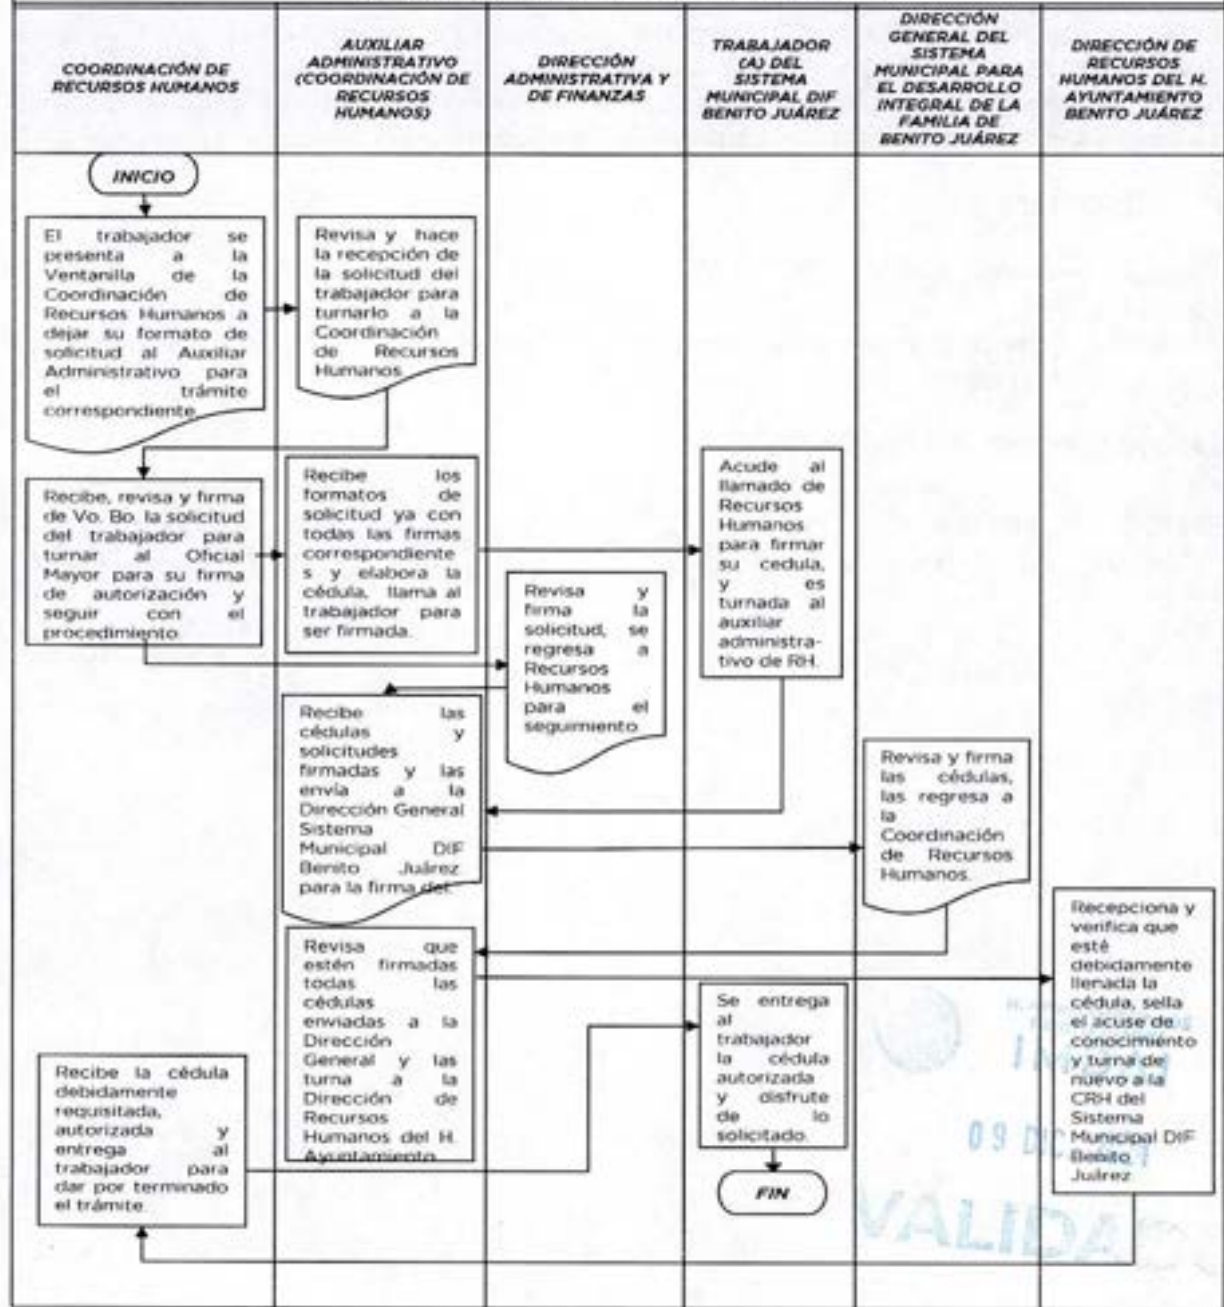 COORDINACIÓN DE
RECURSOS HUMANOS
AUXILIAR
ADMINISTRATIVO
(COORDINACIÓN DE
RECURSOS
HUMANOS)
DIRECCIÓN
ADMINISTRATIVA Y
DE FINANZAS
TRABAJADOR
(A) DEL
SISTEMA
MUNICIPAL DIF
BENITO JUÁREZ
DIRECCIÓN
GENERAL DEL
SISTEMA
MUNICIPAL PARA
EL DESARROLLO
INTEGRAL DE LA
FAMILIA DE
BENITO JUÁREZ
DIRECCIÓN DE
RECURSOS
HUMANOS DEL H.
AYUNTAMIENTO
BENITO JUÁREZ
INICIO
El trabajador se
presenta a la
Ventanilla de la
Coordinación de
Recursos Humanos a
dejar su formato de
solicitud al Auxiliar
Administrativo para
el trámite
correspondiente
Revisa y hace
la recepción de
la solicitud del
trabajador para
turnarlo a la
Coordinación
de Recursos
Humanos
Recibe, revisa y firma
de Vo. Bo. la solicitud
del trabajador para
turnar al Oficial
Mayor para su firma
de autorización y
seguir con el
procedimiento.
Recibe los
formatos de
solicitud ya con
todas las firmas
correspondiente
s y elabora la
cédula, llama al
trabajador para
ser firmada.
Revisa y
firma la
solicitud, se
regresa a
Recursos
Humanos
para el
seguimiento
Acude al
llamado de
Recursos
Humanos
para firmar
su cedula,
y es
turnada al
auxiliar
administra-
tivo de RH.
Recibe las
cédulas y
solicitudes
firmadas y las
envía a la
Dirección General
Sistema
Municipal DIF
Benito Juárez
para la firma del.
Revisa y firma
las cédulas,
las regresa a
la
Coordinación
de Recursos
Humanos.
Revisa que
estén firmadas
todas las
cédulas
enviadas a la
Dirección
General y las
turna a la
Dirección de
Recursos
Humanos del H.
Ayuntamiento
Recepciona y
verifica que
esté
debidamente
llenada la
cédula, sella
el acuse de
conocimiento
y turna de
nuevo a la
CRH del
Sistema
Municipal DIF
Benito
Juárez
Recibe la cédula
debidamente
requisitada,
autorizada y
entrega al
trabajador para
dar por terminado
el trámite.
Se entrega
al
trabajador
la cédula
autorizada
y disfrute
de lo
solicitado.
FIN
09 DIC